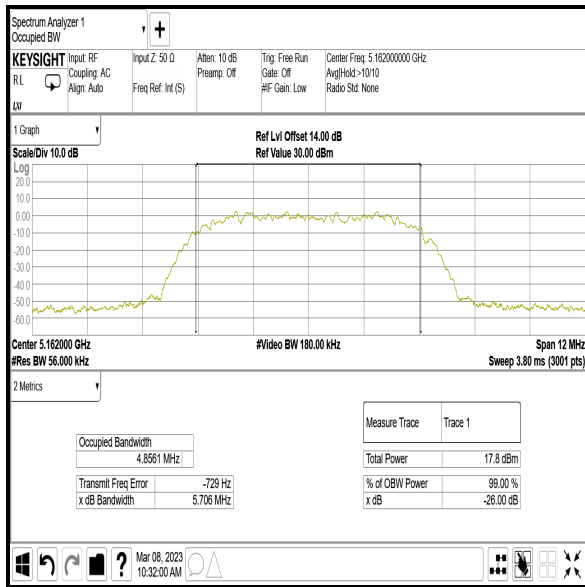 Spectrum Analyzer 1
Occupied BW
KEYSIGHT
RL
LXI
Input: RF
Coupling: AC
Align: Auto
Input Z: 50 Ω
Freq Ref: Int (S)
Atten: 10 dB
Preamp: Off
Trig: Free Run
Gate: Off
#IF Gain: Low
Center Freq: 5.162000000 GHz
Avg|Hold:>10/10
Radio Std: None
1 Graph
Scale/Div 10.0 dB
Ref Lvl Offset 14.00 dB
Ref Value 30.00 dBm
Log
20.0
10.0
0.00
-10.0
-20.0
-30.0
-40.0
-50.0
-60.0
Center 5.162000 GHz
#Res BW 56.000 kHz
#Video BW 180.00 kHz
Span 12 MHz
Sweep 3.80 ms (3001 pts)
2 Metrics
Occupied Bandwidth
4.8561 MHz
Transmit Freq Error -729 Hz
x dB Bandwidth 5.706 MHz
Measure Trace Trace 1
Total Power 17.8 dBm
% of OBW Power 99.00 %
x dB -26.00 dB
?
Mar 08, 2023
10:32:00 AM